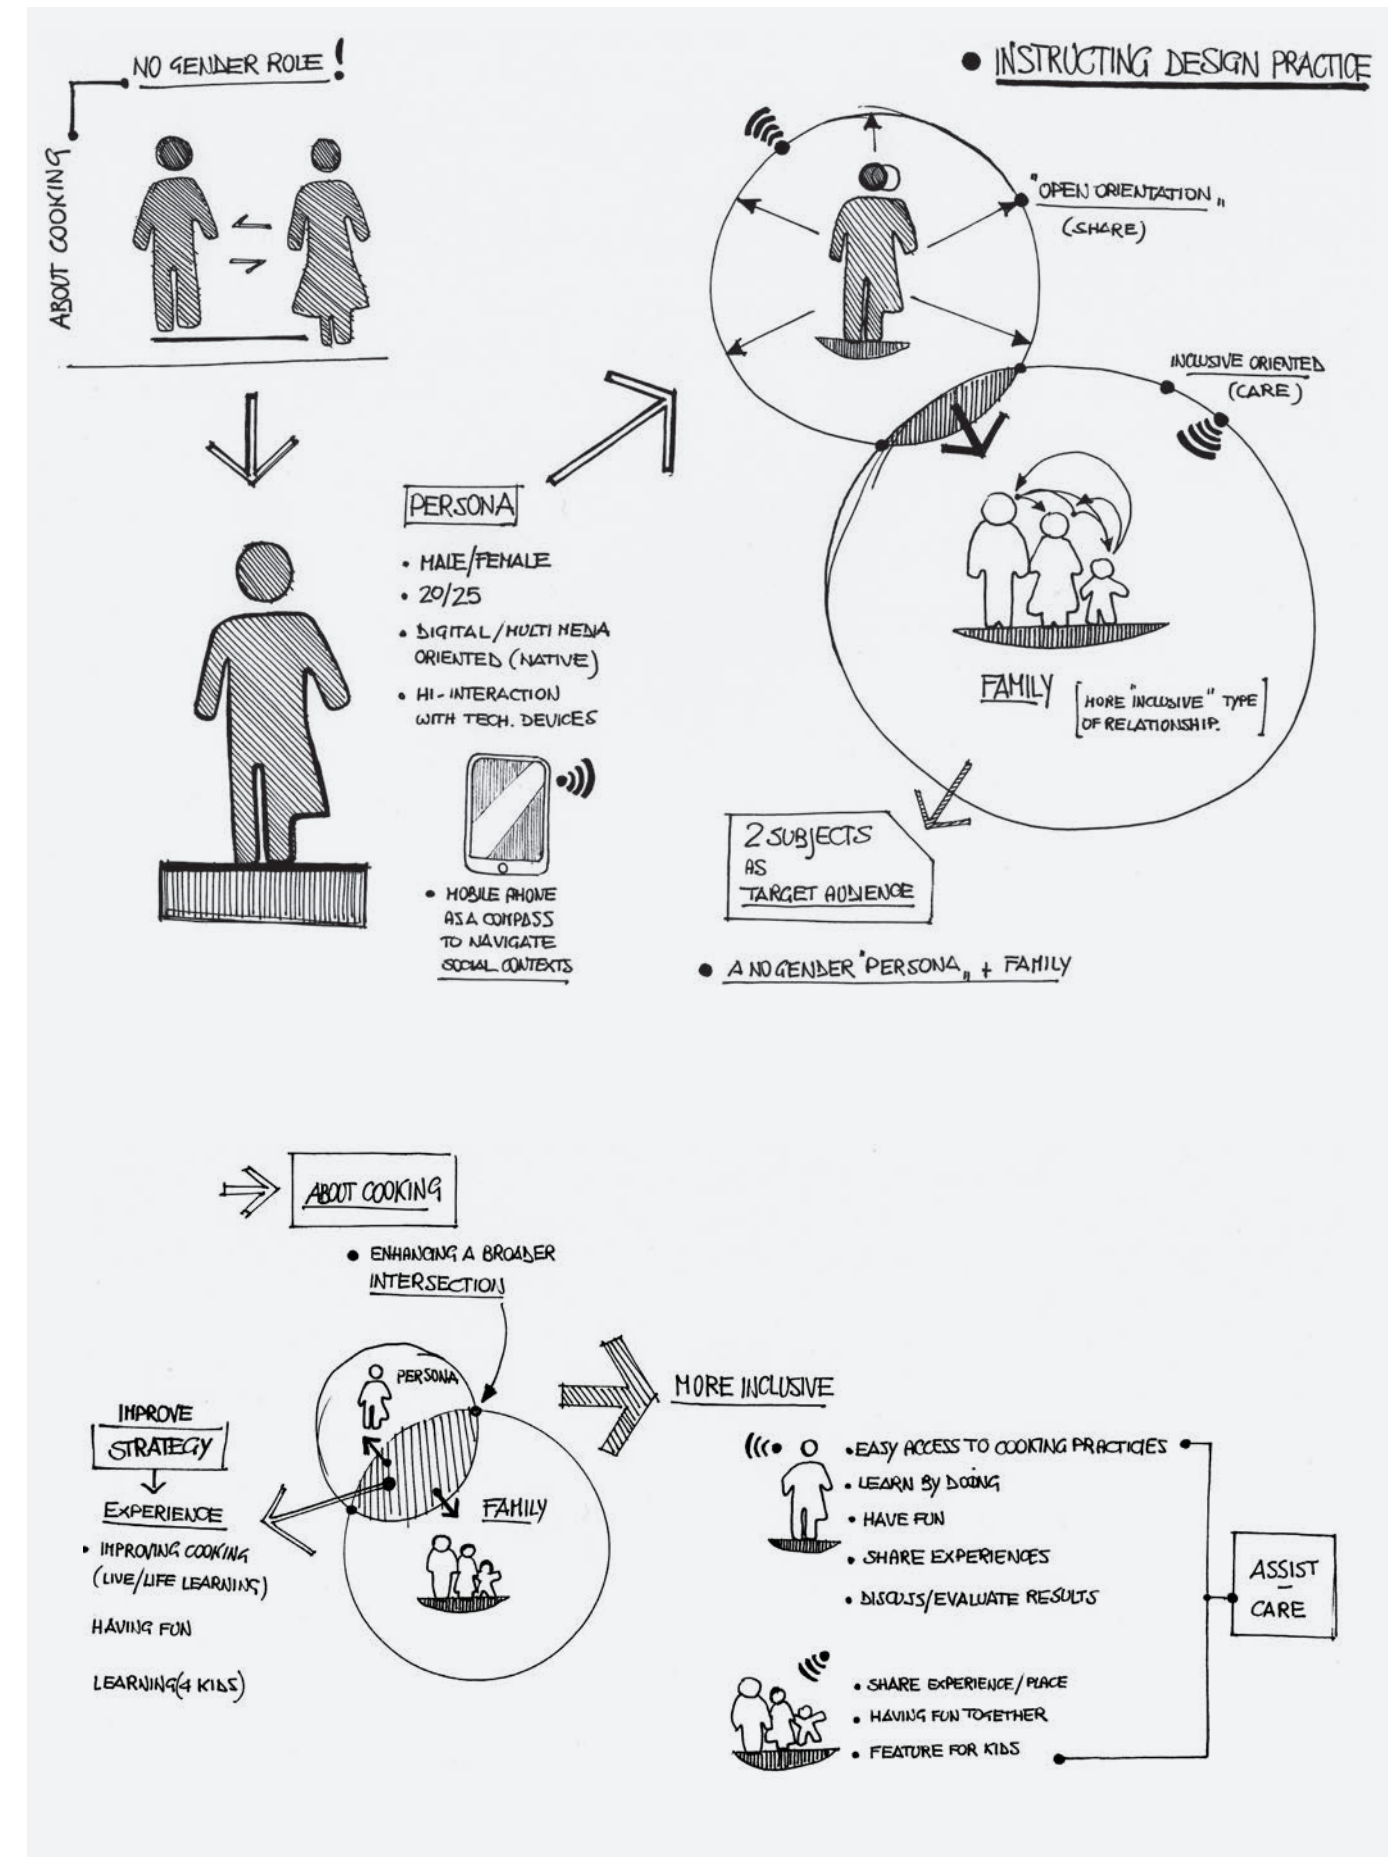 NO GENDER ROLE!
ABOUT COOKING
PERSONA
• MALE/FEMALE
• 20/25
• DIGITAL/MULTI MEDIA
ORIENTED (NATIVE)
• HI-INTERACTION
WITH TECH. DEVICES
• MOBILE PHONE
AS A COMPASS
TO NAVIGATE
SOCIAL CONTEXTS
• INSTRUCTING DESIGN PRACTICE
"OPEN ORIENTATION„
(SHARE)
INCLUSIVE ORIENTED
(CARE)
FAMILY
[MORE "INCLUSIVE" TYPE
OF RELATIONSHIP.]
2 SUBJECTS
AS
TARGET AUDIENCE
• A NO GENDER "PERSONA„ + FAMILY
ABOUT COOKING
• ENHANCING A BROADER
INTERSECTION
PERSONA
FAMILY
IMPROVE
STRATEGY
EXPERIENCE
• IMPROVING COOKING
(LIVE/LIFE LEARNING)
HAVING FUN
LEARNING (4 KIDS)
MORE INCLUSIVE
• EASY ACCESS TO COOKING PRACTICIES
• LEARN BY DOING
• HAVE FUN
• SHARE EXPERIENCES
• DISCUSS/EVALUATE RESULTS
• SHARE EXPERIENCE/PLACE
• HAVING FUN TOGETHER
• FEATURE FOR KIDS
ASSIST
–
CARE